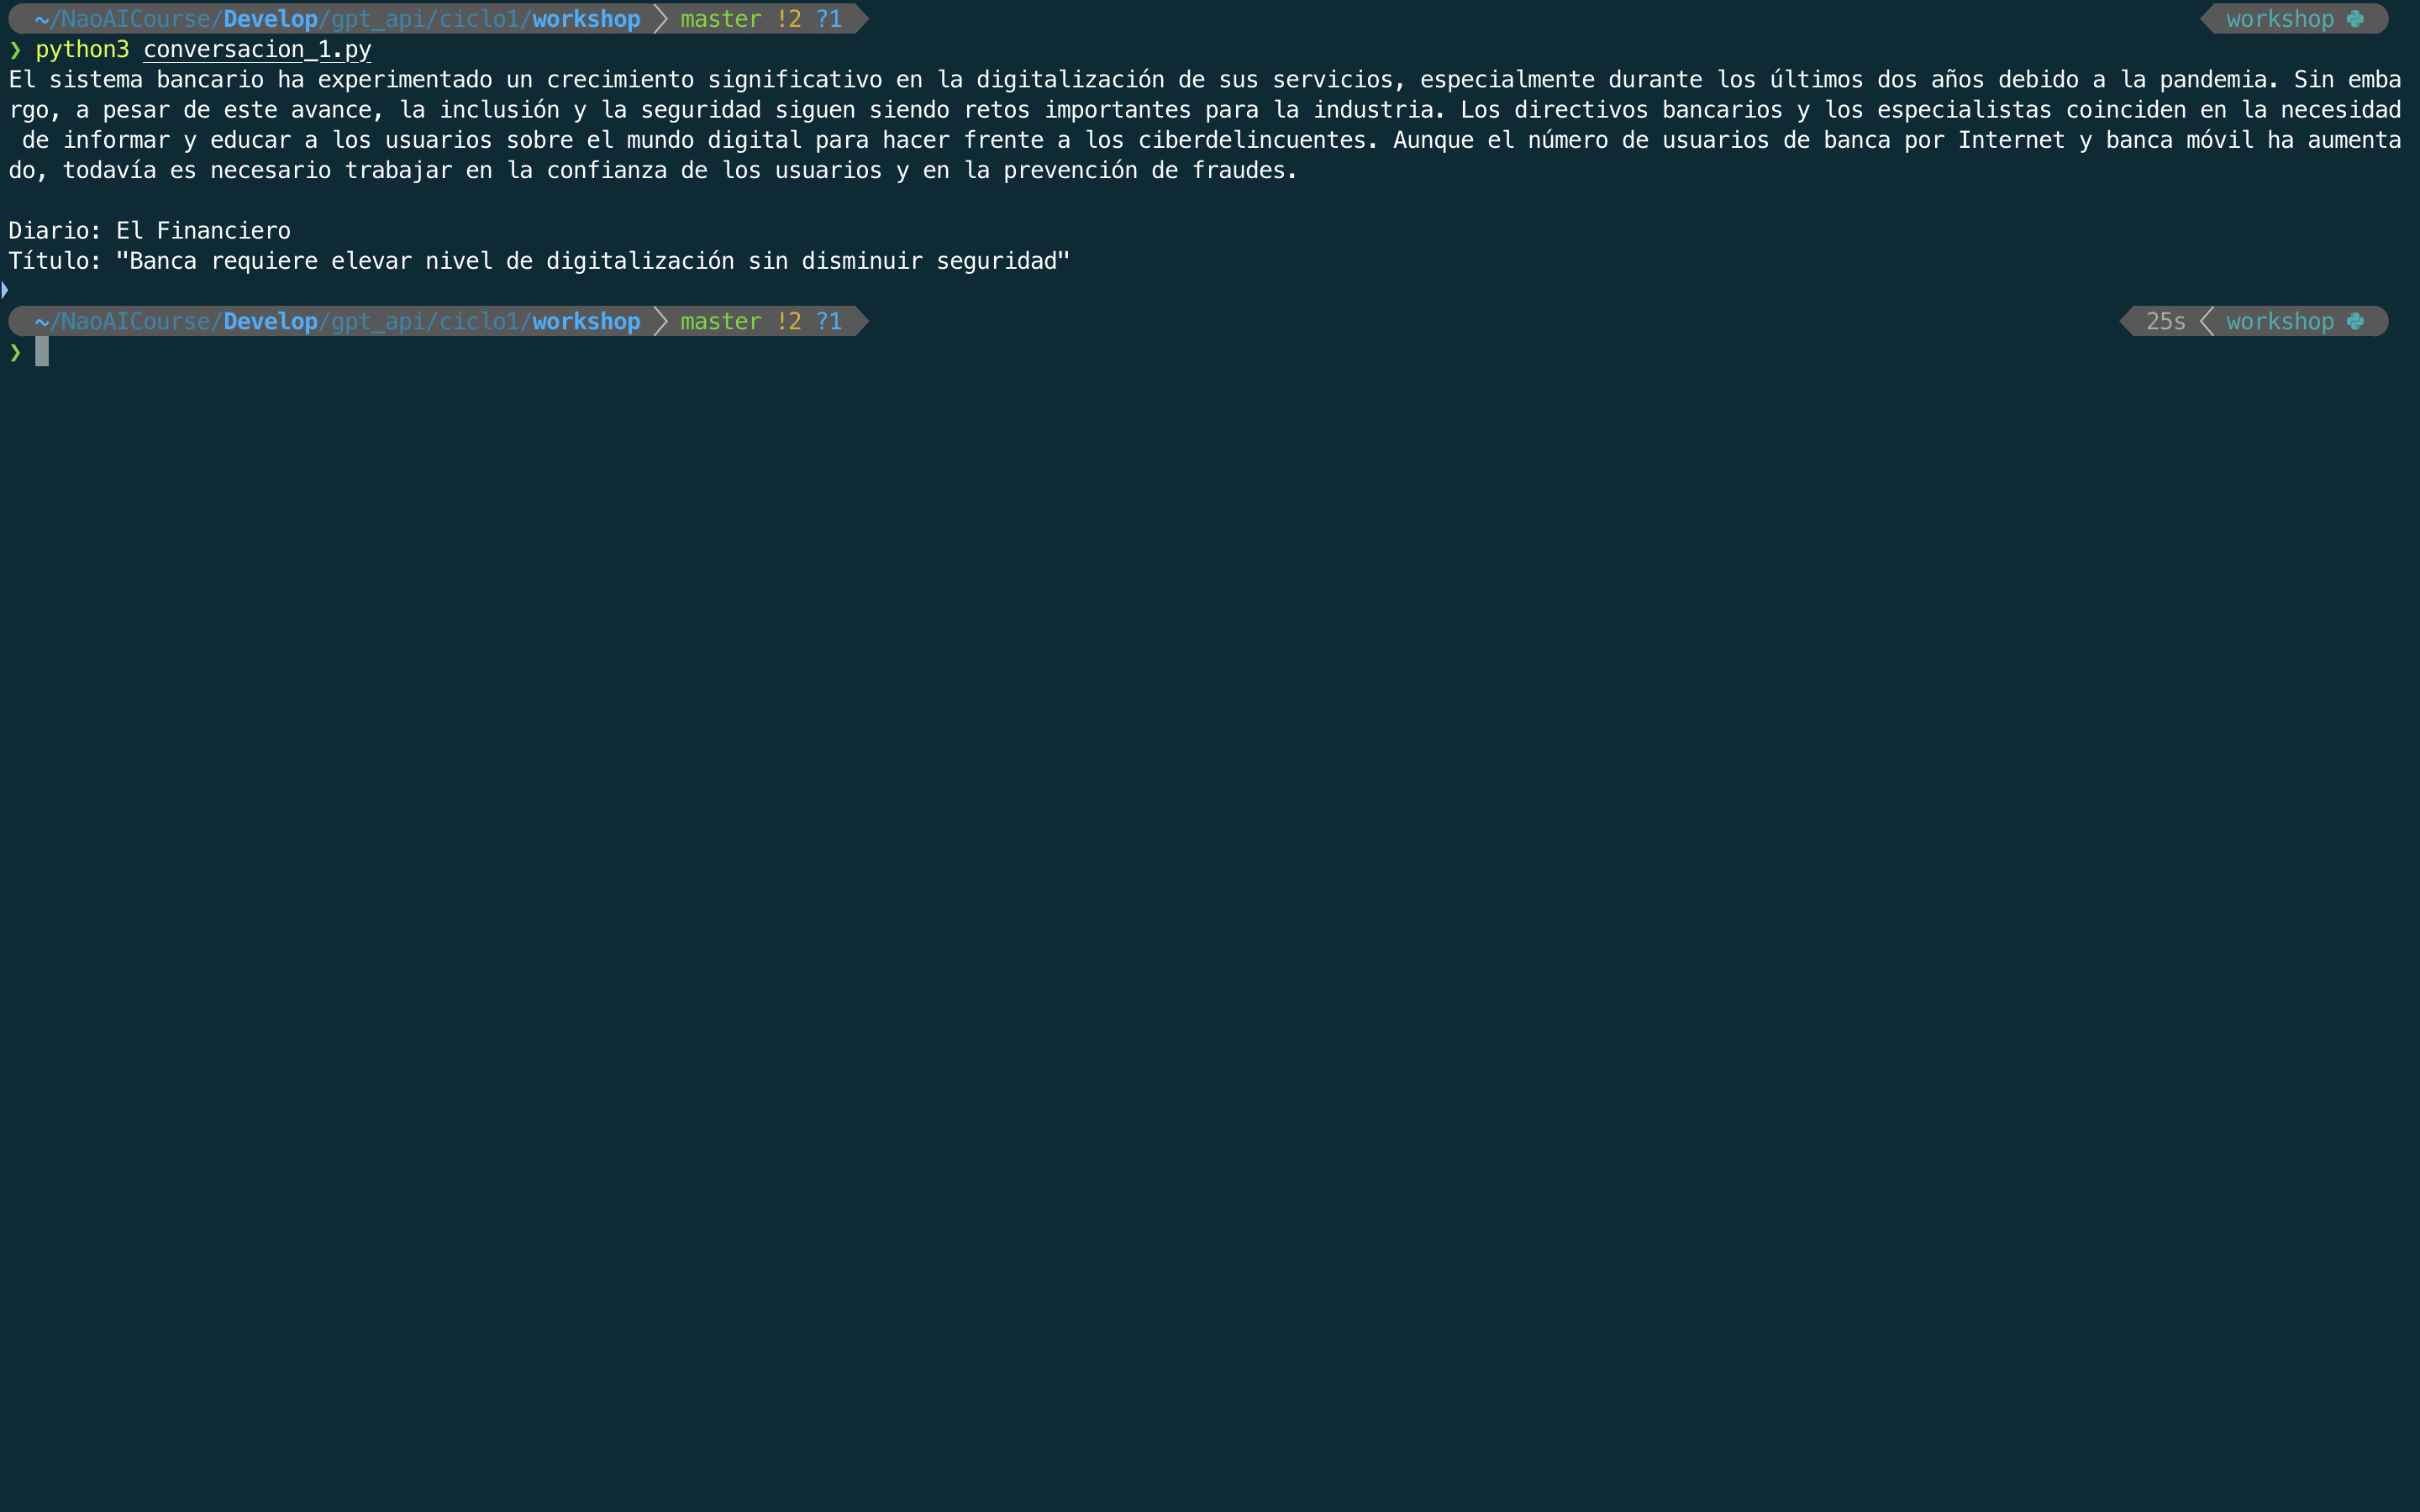 ~/NaoAICourse/Develop/gpt_api/ciclo1/workshop master !2 ?1 workshop
❯ python3 conversacion_1.py
El sistema bancario ha experimentado un crecimiento significativo en la digitalización de sus servicios, especialmente durante los últimos dos años debido a la pandemia. Sin emba
rgo, a pesar de este avance, la inclusión y la seguridad siguen siendo retos importantes para la industria. Los directivos bancarios y los especialistas coinciden en la necesidad
 de informar y educar a los usuarios sobre el mundo digital para hacer frente a los ciberdelincuentes. Aunque el número de usuarios de banca por Internet y banca móvil ha aumenta
do, todavía es necesario trabajar en la confianza de los usuarios y en la prevención de fraudes.
Diario: El Financiero
Título: "Banca requiere elevar nivel de digitalización sin disminuir seguridad"
~/NaoAICourse/Develop/gpt_api/ciclo1/workshop master !2 ?1 25s workshop
❯